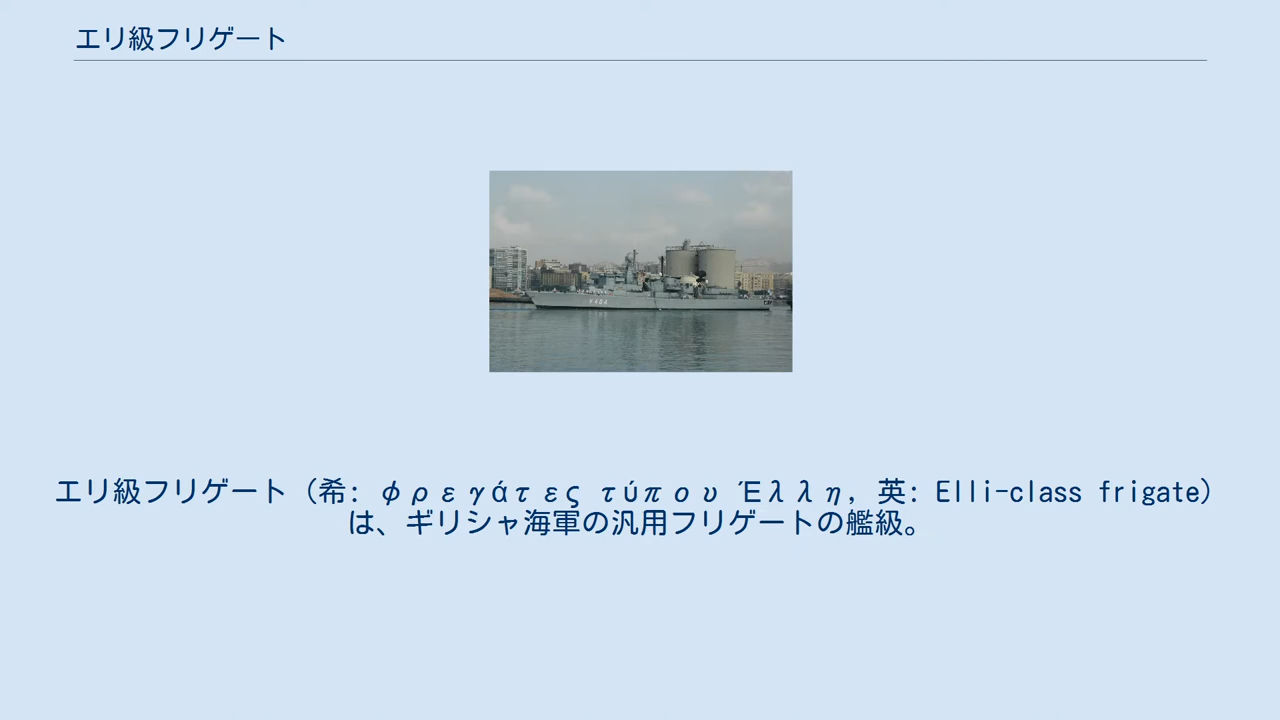 エリ級フリゲート
エリ級フリゲート（希: φρεγάτες τύπου Έλλη, 英: Elli-class frigate）
は、ギリシャ海軍の汎用フリゲートの艦級。